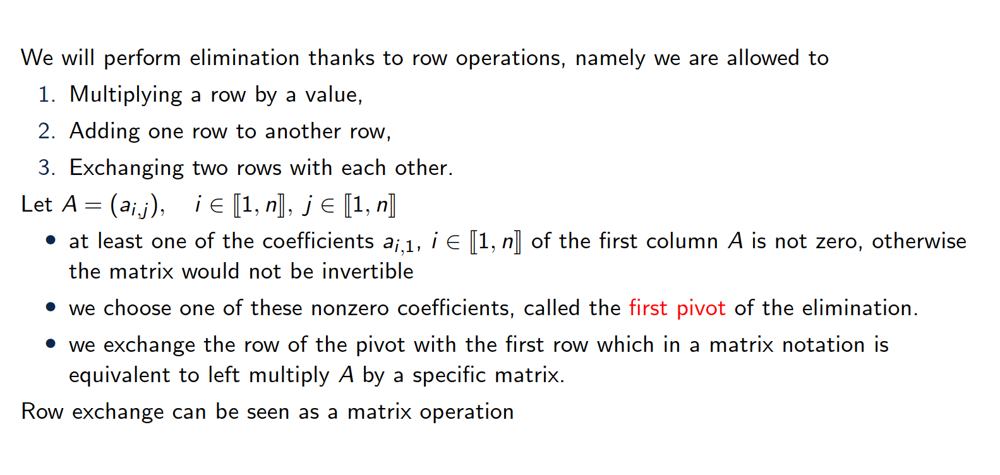 We will perform elimination thanks to row operations, namely we are allowed to
1. Multiplying a row by a value,
2. Adding one row to another row,
3. Exchanging two rows with each other.
Let A = (a_{i,j}), i ∈ ⟦1, n⟧, j ∈ ⟦1, n⟧
• at least one of the coefficients a_{i,1}, i ∈ ⟦1, n⟧ of the first column A is not zero, otherwise
the matrix would not be invertible
• we choose one of these nonzero coefficients, called the first pivot of the elimination.
• we exchange the row of the pivot with the first row which in a matrix notation is
equivalent to left multiply A by a specific matrix.
Row exchange can be seen as a matrix operation